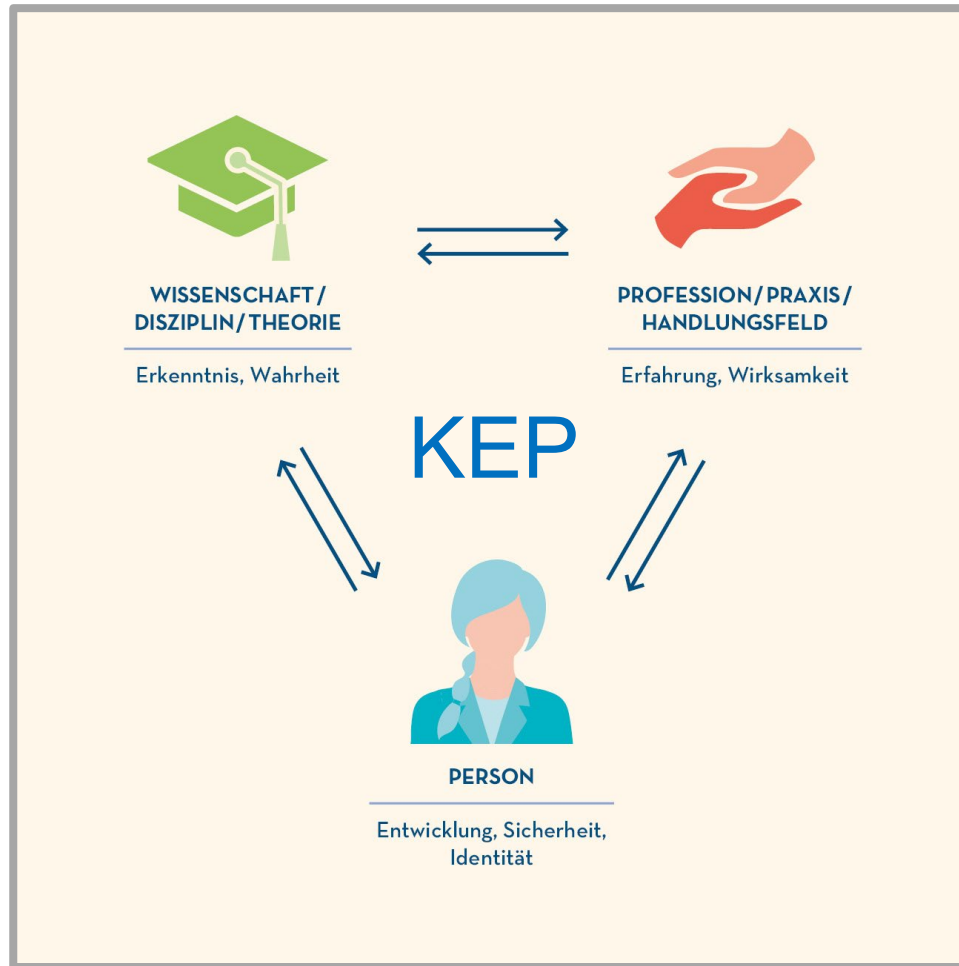 WISSENSCHAFT/
DISZIPLIN/THEORIE
Erkenntnis, Wahrheit
PROFESSION/PRAXIS/
HANDLUNGSFELD
Erfahrung, Wirksamkeit
KEP
PERSON
Entwicklung, Sicherheit,
Identität